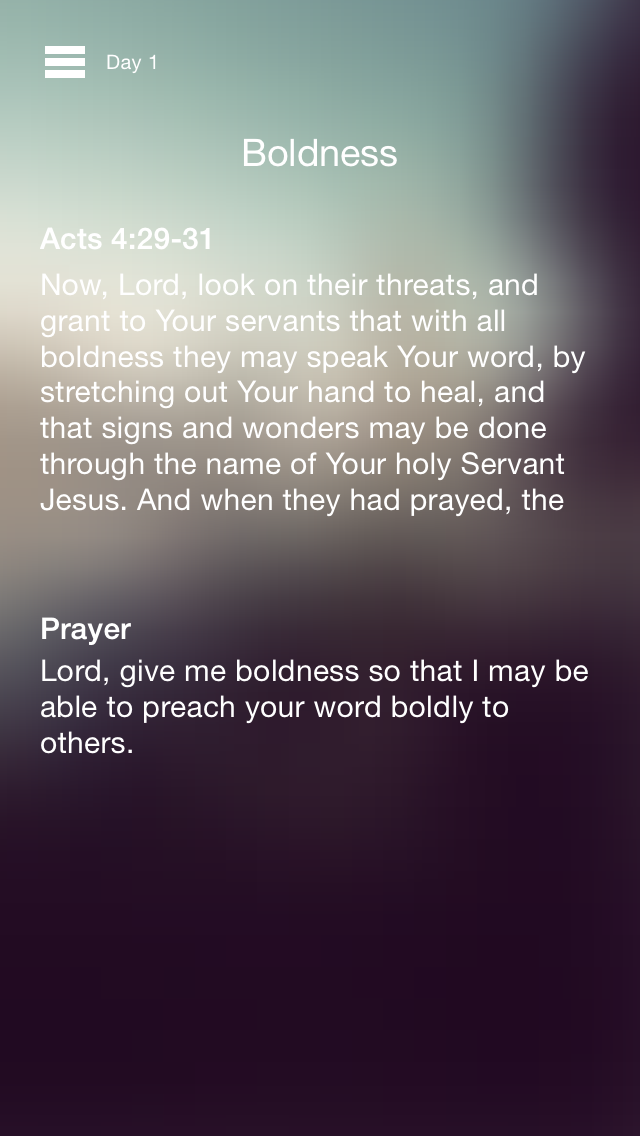 Day 1
Boldness
Acts 4:29-31
Now, Lord, look on their threats, and
grant to Your servants that with all
boldness they may speak Your word, by
stretching out Your hand to heal, and
that signs and wonders may be done
through the name of Your holy Servant
Jesus. And when they had prayed, the
Prayer
Lord, give me boldness so that I may be
able to preach your word boldly to
others.